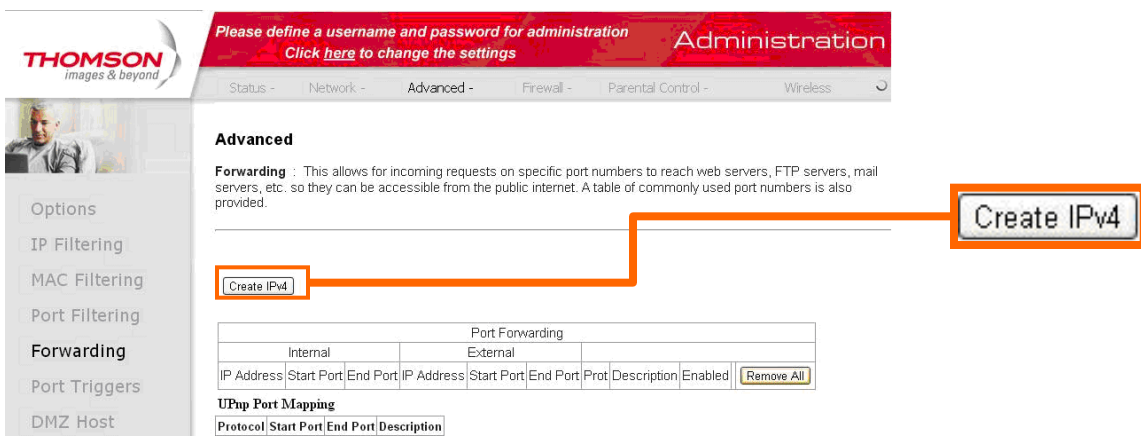 THOMSON
images & beyond
Please define a username and password for administration
Click here to change the settings
Administration
Status - Network - Advanced - Firewall - Parental Control - Wireless
Options
IP Filtering
MAC Filtering
Port Filtering
Forwarding
Port Triggers
DMZ Host
Advanced
Forwarding : This allows for incoming requests on specific port numbers to reach web servers, FTP servers, mail
servers, etc. so they can be accessible from the public internet. A table of commonly used port numbers is also
provided.
Create IPv4
Create IPv4
Port Forwarding
Internal External
IP Address Start Port End Port IP Address Start Port End Port Prot Description Enabled Remove All
UPnp Port Mapping
Protocol Start Port End Port Description